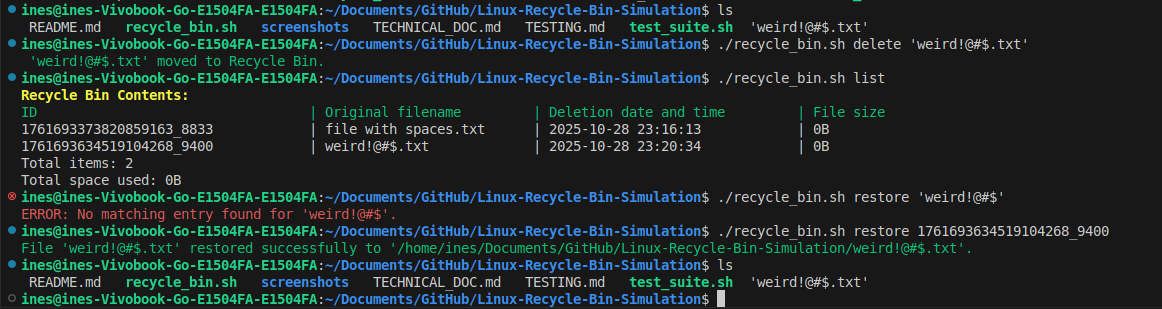 ines@ines-Vivobook-Go-E1504FA-E1504FA:~/Documents/GitHub/Linux-Recycle-Bin-Simulation$ ls
README.md recycle_bin.sh screenshots TECHNICAL_DOC.md TESTING.md test_suite.sh 'weird!@#$.txt'
ines@ines-Vivobook-Go-E1504FA-E1504FA:~/Documents/GitHub/Linux-Recycle-Bin-Simulation$ ./recycle_bin.sh delete 'weird!@#$.txt'
'weird!@#$.txt' moved to Recycle Bin.
ines@ines-Vivobook-Go-E1504FA-E1504FA:~/Documents/GitHub/Linux-Recycle-Bin-Simulation$ ./recycle_bin.sh list
Recycle Bin Contents:
ID | Original filename | Deletion date and time | File size
1761693373820859163_8833 | file with spaces.txt | 2025-10-28 23:16:13 | 0B
1761693634519104268_9400 | weird!@#$.txt | 2025-10-28 23:20:34 | 0B
Total items: 2
Total space used: 0B
ines@ines-Vivobook-Go-E1504FA-E1504FA:~/Documents/GitHub/Linux-Recycle-Bin-Simulation$ ./recycle_bin.sh restore 'weird!@#$'
ERROR: No matching entry found for 'weird!@#$'.
ines@ines-Vivobook-Go-E1504FA-E1504FA:~/Documents/GitHub/Linux-Recycle-Bin-Simulation$ ./recycle_bin.sh restore 1761693634519104268_9400
File 'weird!@#$.txt' restored successfully to '/home/ines/Documents/GitHub/Linux-Recycle-Bin-Simulation/weird!@#$.txt'.
ines@ines-Vivobook-Go-E1504FA-E1504FA:~/Documents/GitHub/Linux-Recycle-Bin-Simulation$ ls
README.md recycle_bin.sh screenshots TECHNICAL_DOC.md TESTING.md test_suite.sh 'weird!@#$.txt'
ines@ines-Vivobook-Go-E1504FA-E1504FA:~/Documents/GitHub/Linux-Recycle-Bin-Simulation$